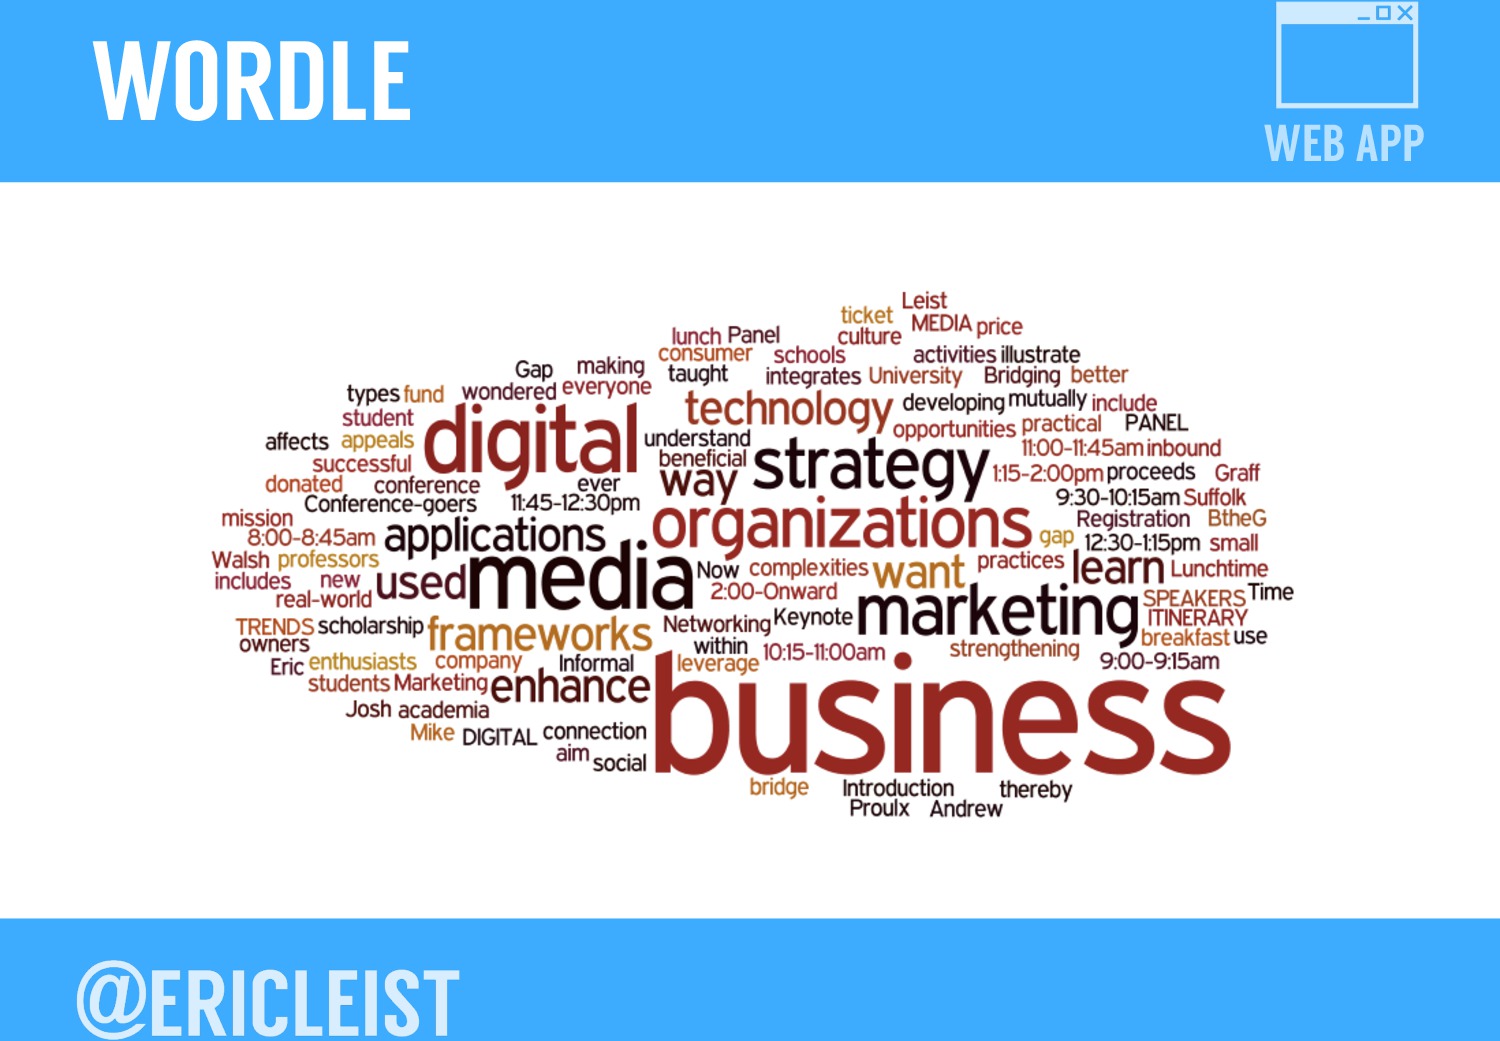 WORDLE
WEB APP
Leist
ticket
MEDIA price
lunch Panel
culture
consumer schools
activities illustrate
Gap making
taught integrates University Bridging better
types fund wondered everyone
technology developing mutually include
student
digital
opportunities practical PANEL
affects appeals
understand
strategy
11:00-11:45am inbound
successful
beneficial
way
1:15-2:00pm proceeds Graff
donated conference ever
Conference-goers 11:45-12:30pm
9:30-10:15am Suffolk
mission
organizations
Registration BtheG
8:00-8:45am applications
gap 12:30-1:15pm small
Walsh professors
media
Now complexities want practices learn Lunchtime
includes new used
2:00-Onward
real-world
marketing
SPEAKERS Time
TRENDS scholarship frameworks Networking Keynote
ITINERARY
owners
within
breakfast use
Eric enthusiasts company Informal leverage 10:15-11:00am strengthening 9:00-9:15am
students Marketing enhance
business
Josh academia
Mike DIGITAL connection
aim social
bridge Introduction thereby
Proulx Andrew
@ERICLEIST